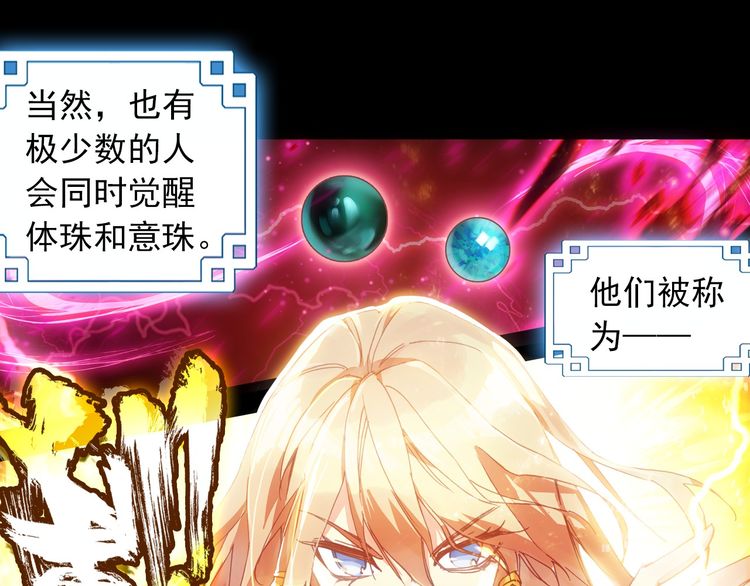 当然，也有
极少数的人
会同时觉醒
体珠和意珠。
他们被称
为——